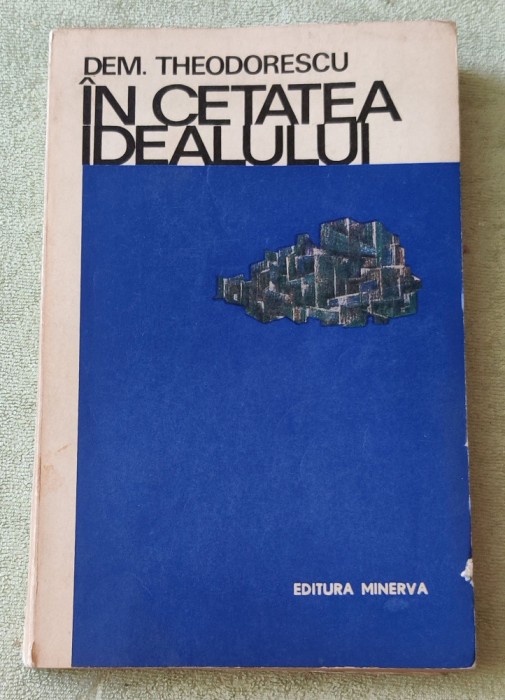 DEM. THEODORESCU
ÎN CETATEA
IDEALULUI
EDITURA MINERVA